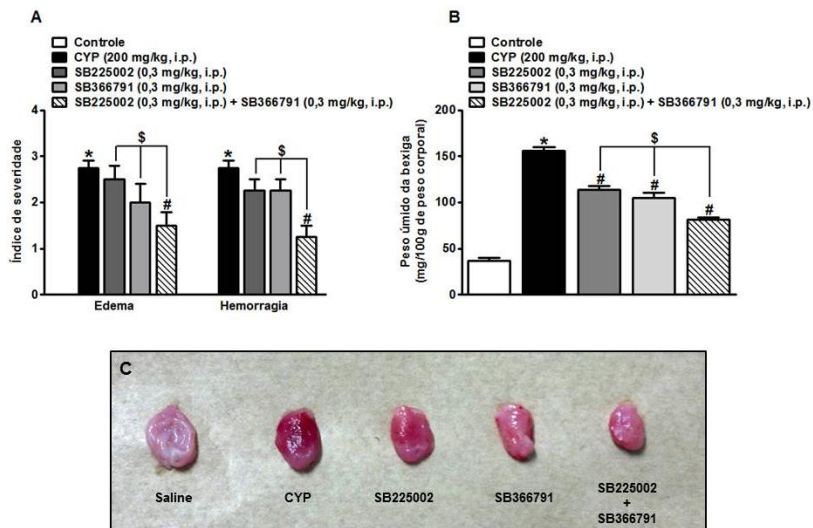 A
Controle
CYP (200 mg/kg, i.p.)
SB225002 (0,3 mg/kg, i.p.)
SB366791 (0,3 mg/kg, i.p.)
SB225002 (0,3 mg/kg, i.p.) + SB366791 (0,3 mg/kg, i.p.)
Índice de severidade
4
3
2
1
0
*
$
#
*
$
#
Edema
Hemorragia
B
Controle
CYP (200 mg/kg, i.p.)
SB225002 (0,3 mg/kg, i.p.)
SB366791 (0,3 mg/kg, i.p.)
SB225002 (0,3 mg/kg, i.p.) + SB366791 (0,3 mg/kg, i.p.)
Peso úmido da bexiga
(mg/100g de peso corporal)
200
150
100
50
0
*
$
#
#
#
C
Saline
CYP
SB225002
SB366791
SB225002
+
SB366791